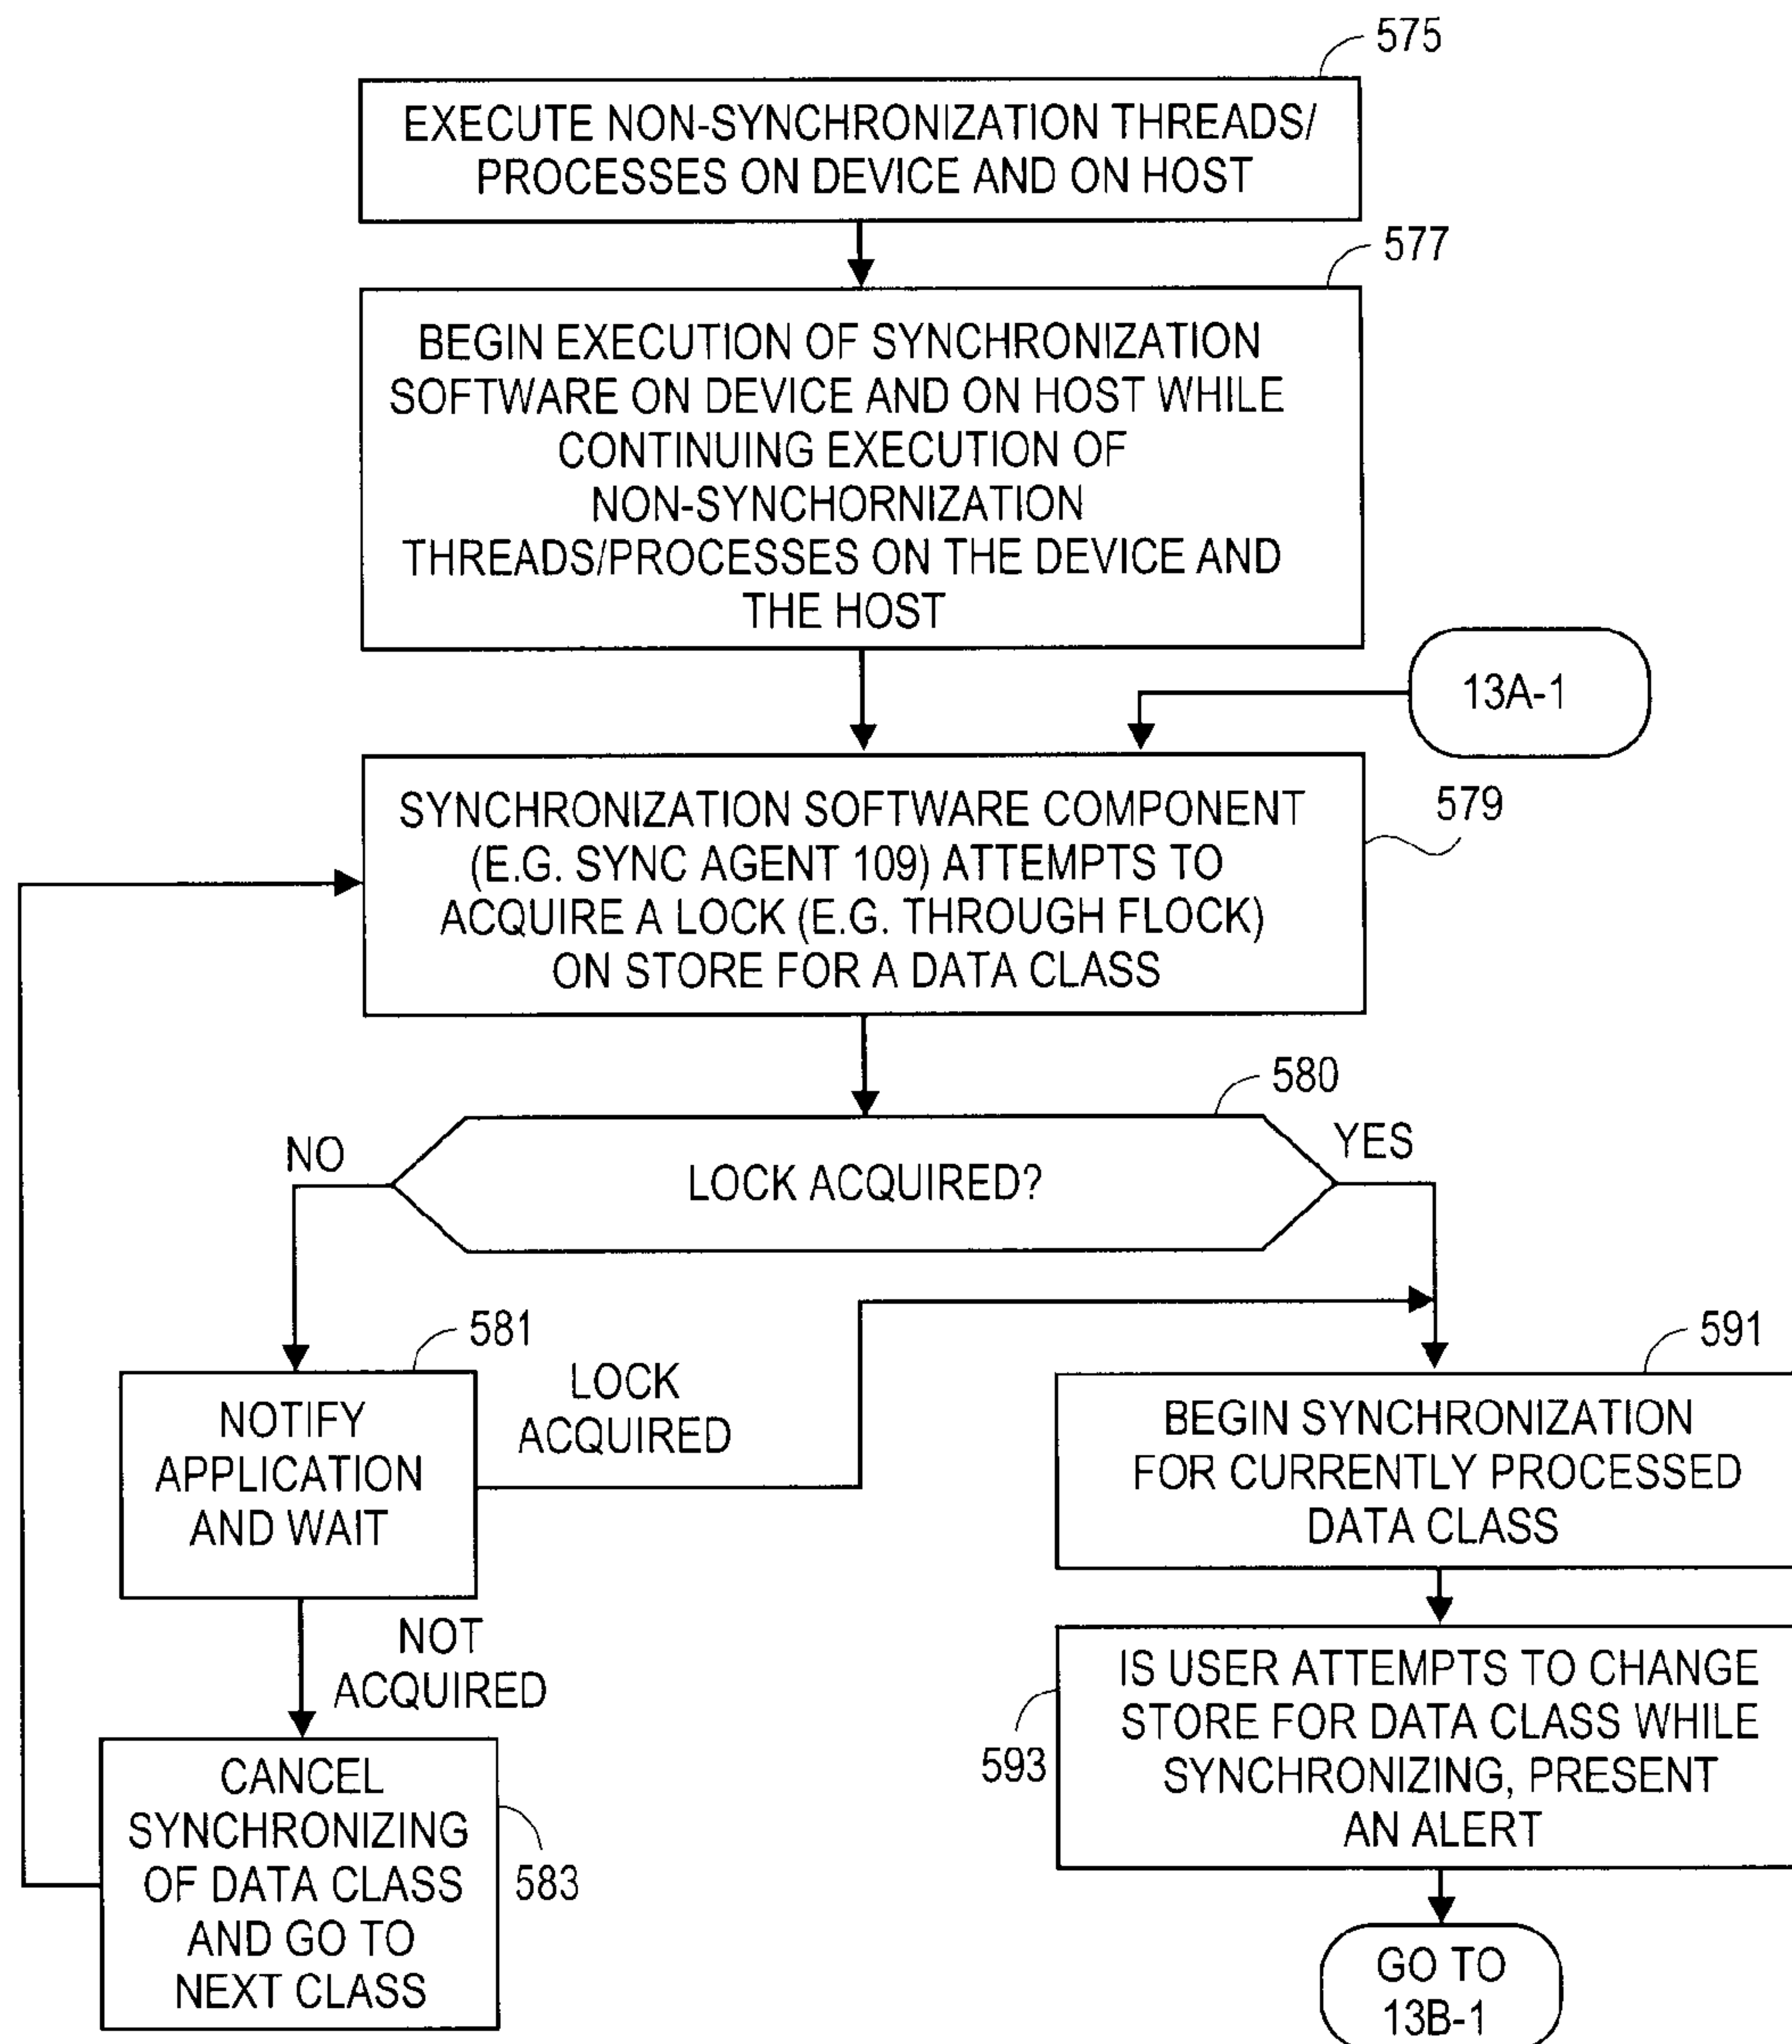 575
EXECUTE NON-SYNCHRONIZATION THREADS/
PROCESSES ON DEVICE AND ON HOST
577
BEGIN EXECUTION OF SYNCHRONIZATION
SOFTWARE ON DEVICE AND ON HOST WHILE
CONTINUING EXECUTION OF
NON-SYNCHORNIZATION
THREADS/PROCESSES ON THE DEVICE AND
THE HOST
13A-1
579
SYNCHRONIZATION SOFTWARE COMPONENT
(E.G. SYNC AGENT 109) ATTEMPTS TO
ACQUIRE A LOCK (E.G. THROUGH FLOCK)
ON STORE FOR A DATA CLASS
580
NO
LOCK ACQUIRED?
YES
581
NOTIFY
APPLICATION
AND WAIT
LOCK
ACQUIRED
591
BEGIN SYNCHRONIZATION
FOR CURRENTLY PROCESSED
DATA CLASS
NOT
ACQUIRED
593
IS USER ATTEMPTS TO CHANGE
STORE FOR DATA CLASS WHILE
SYNCHRONIZING, PRESENT
AN ALERT
CANCEL
SYNCHRONIZING
OF DATA CLASS
AND GO TO
NEXT CLASS
583
GO TO
13B-1